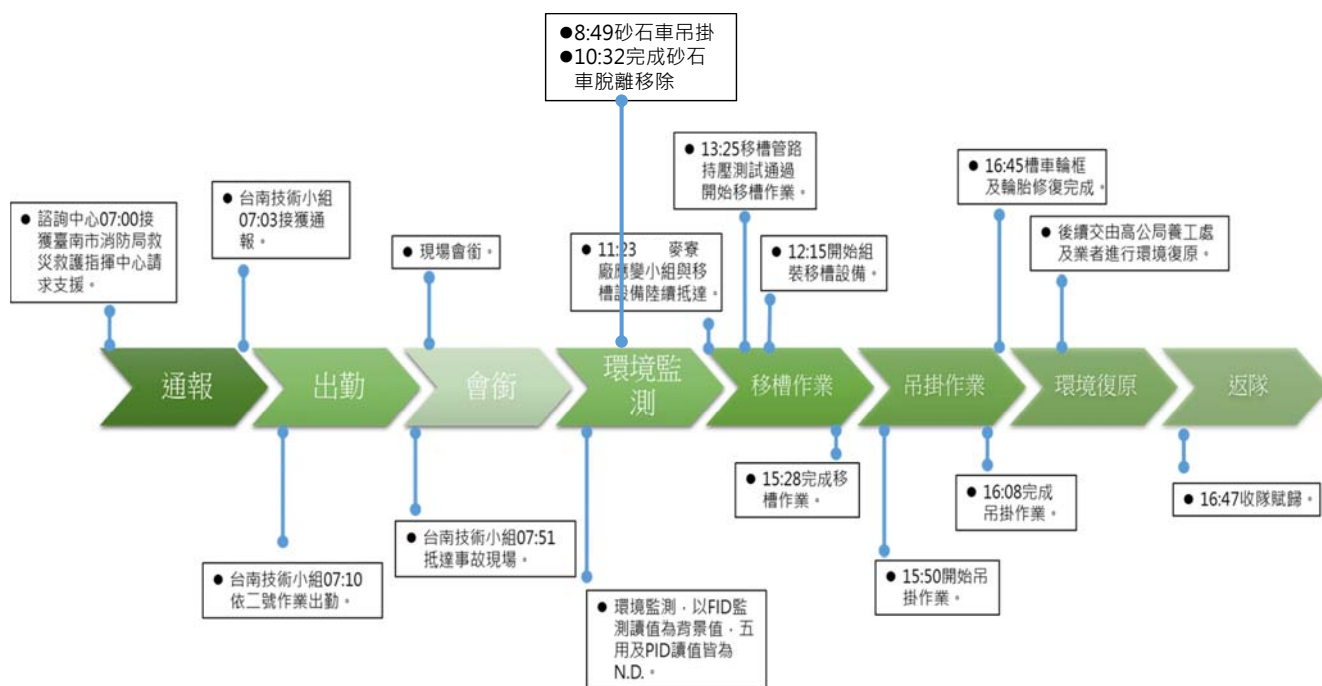 ●8:49砂石車吊掛
●10:32完成砂石
車脫離移除
● 13:25移槽管路
持壓測試通過
開始移槽作業。
● 16:45槽車輪框
及輪胎修復完成。
● 台南技術小組
07:03接獲通
報。
● 諮詢中心07:00接
獲臺南市消防局救
災救護指揮中心請
求支援。
● 現場會銜。
● 11:23 麥寮
廠應變小組與移
槽設備陸續抵達。
● 12:15開始組
裝移槽設備。
● 後續交由高公局養工處
及業者進行環境復原。
通報
出勤
會銜
環境監
測
移槽作業
吊掛作業
環境復原
返隊
● 15:28完成移
槽作業。
● 16:08完成
吊掛作業。
● 16:47收隊賦歸。
● 台南技術小組07:51
抵達事故現場。
● 台南技術小組07:10
依二號作業出勤。
● 15:50開始吊
掛作業。
● 環境監測，以FID監
測讀值為背景值，五
用及PID讀值皆為
N.D.。